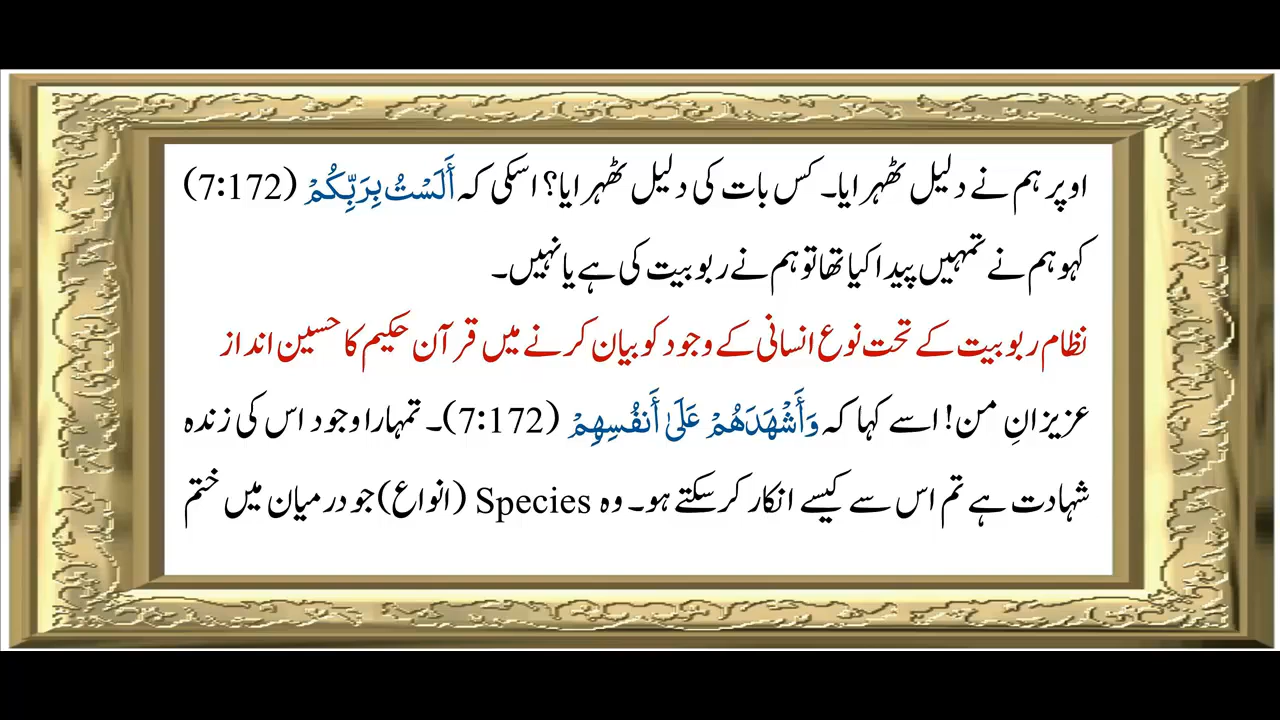 اوپر ہم نے دلیل ٹھہرایا۔ کس بات کی دلیل ٹھہرایا؟ اسکی کہ أَلَسْتُ بِرَبِّكُمْ (7:172)
کہو ہم نے تمہیں پیدا کیا تھا تو ہم نے ربوبیت کی ہے یا نہیں۔
نظام ربوبیت کے تحت نوع انسانی کے وجود کو بیان کرنے میں قرآن حکیم کا حسین انداز
عزیزانِ من! اسے کہا کہ وَأَشْهَدَهُمْ عَلَىٰ أَنفُسِهِمْ (7:172)۔ تمہارا وجود اس کی زندہ
شہادت ہے تم اس سے کیسے انکار کر سکتے ہو۔ وہ Species (انواع) جو درمیان میں ختم